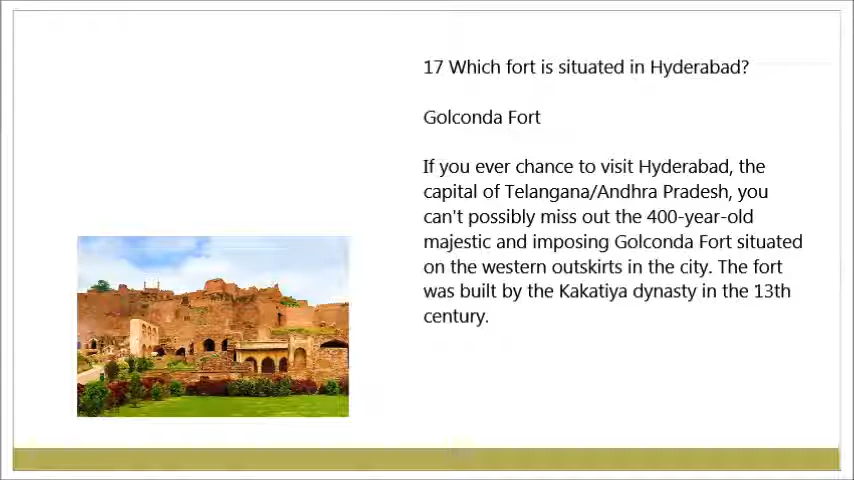 17 Which fort is situated in Hyderabad?
Golconda Fort
If you ever chance to visit Hyderabad, the
capital of Telangana/Andhra Pradesh, you
can't possibly miss out the 400-year-old
majestic and imposing Golconda Fort situated
on the western outskirts in the city. The fort
was built by the Kakatiya dynasty in the 13th
century.